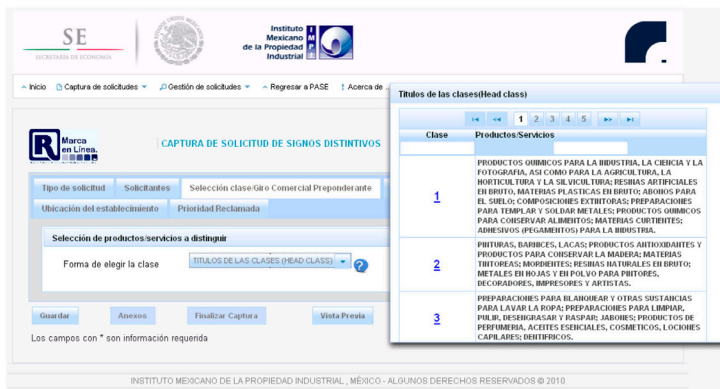 SE
SECRETARÍA DE ECONOMÍA
Instituto
Mexicano
de la Propiedad
Industrial
I
M
P
I
Inicio Captura de solicitudes Gestión de solicitudes Regresar a PASE Acerca de ..
Marca
en Línea.
CAPTURA DE SOLICITUD DE SIGNOS DISTINTIVOS
Tipo de solicitud Solicitantes Selección clase/Giro Comercial Preponderante
Ubicación del establecimiento Prioridad Reclamada
Selección de productos/servicios a distinguir
Forma de elegir la clase TITULOS DE LAS CLASES (HEAD CLASS)
Guardar Anexos Finalizar Captura Vista Previa
Los campos con * son información requerida
Titulos de las clases(Head class)
1 2 3 4 5
Clase Productos/Servicios
1
PRODUCTOS QUIMICOS PARA LA INDUSTRIA, LA CIENCIA Y LA
FOTOGRAFIA, ASI COMO PARA LA AGRICULTURA, LA
HORTICULTURA Y LA SILVICULTURA; RESINAS ARTIFICIALES
EN BRUTO, MATERIAS PLASTICAS EN BRUTO; ABONOS PARA
EL SUELO; COMPOSICIONES EXTINTORAS; PREPARACIONES
PARA TEMPLAR Y SOLDAR METALES; PRODUCTOS QUIMICOS
PARA CONSERVAR ALIMENTOS; MATERIAS CURTIENTES;
ADHESIVOS (PEGAMENTOS) PARA LA INDUSTRIA.
2
PINTURAS, BARNICES, LACAS; PRODUCTOS ANTIOXIDANTES Y
PRODUCTOS PARA CONSERVAR LA MADERA; MATERIAS
TINTOREAS; MORDIENTES; RESINAS NATURALES EN BRUTO;
METALES EN HOJAS Y EN POLVO PARA PINTORES,
DECORADORES, IMPRESORES Y ARTISTAS.
3
PREPARACIONES PARA BLANQUEAR Y OTRAS SUSTANCIAS
PARA LAVAR LA ROPA; PREPARACIONES PARA LIMPIAR,
PULIR, DESENGRASAR Y RASPAR; JABONES; PRODUCTOS DE
PERFUMERIA, ACEITES ESENCIALES, COSMETICOS, LOCIONES
CAPILARES; DENTIFRICOS.
INSTITUTO MEXICANO DE LA PROPIEDAD INDUSTRIAL , MÉXICO - ALGUNOS DERECHOS RESERVADOS © 2010